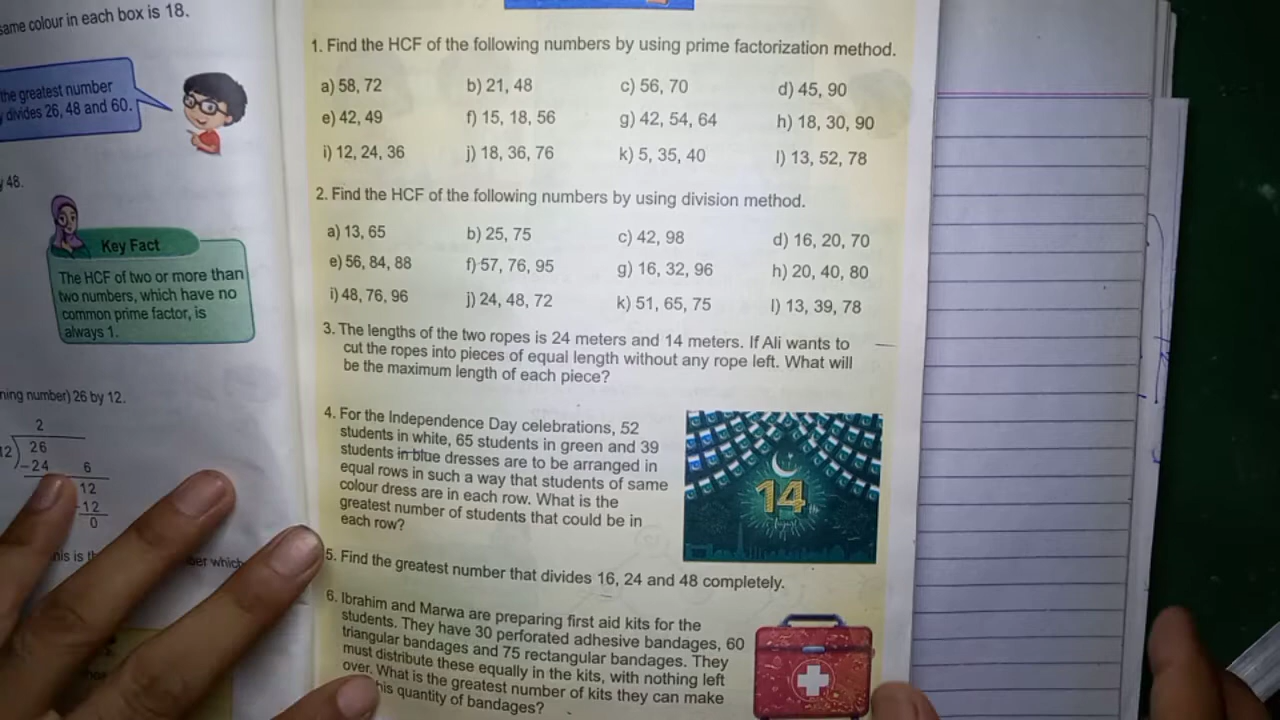 same colour in each box is 18.
the greatest number
divides 26, 48 and 60.
48.
Key Fact
The HCF of two or more than
two numbers, which have no
common prime factor, is
always 1.
number) 26 by 12.
2
12 26
-24 6
12
-12
0
this is
which
1. Find the HCF of the following numbers by using prime factorization method.
a) 58, 72 b) 21, 48 c) 56, 70 d) 45, 90
e) 42, 49 f) 15, 18, 56 g) 42, 54, 64 h) 18, 30, 90
i) 12, 24, 36 j) 18, 36, 76 k) 5, 35, 40 l) 13, 52, 78
2. Find the HCF of the following numbers by using division method.
a) 13, 65 b) 25, 75 c) 42, 98 d) 16, 20, 70
e) 56, 84, 88 f) 57, 76, 95 g) 16, 32, 96 h) 20, 40, 80
i) 48, 76, 96 j) 24, 48, 72 k) 51, 65, 75 l) 13, 39, 78
3. The lengths of the two ropes is 24 meters and 14 meters. If Ali wants to
cut the ropes into pieces of equal length without any rope left. What will
be the maximum length of each piece?
4. For the Independence Day celebrations, 52
students in white, 65 students in green and 39
students in blue dresses are to be arranged in
equal rows in such a way that students of same
colour dress are in each row. What is the
greatest number of students that could be in
each row?
14
5. Find the greatest number that divides 16, 24 and 48 completely.
6. Ibrahim and Marwa are preparing first aid kits for the
students. They have 30 perforated adhesive bandages, 60
triangular bandages and 75 rectangular bandages. They
must distribute these equally in the kits, with nothing left
over. What is the greatest number of kits they can make
quantity of bandages?